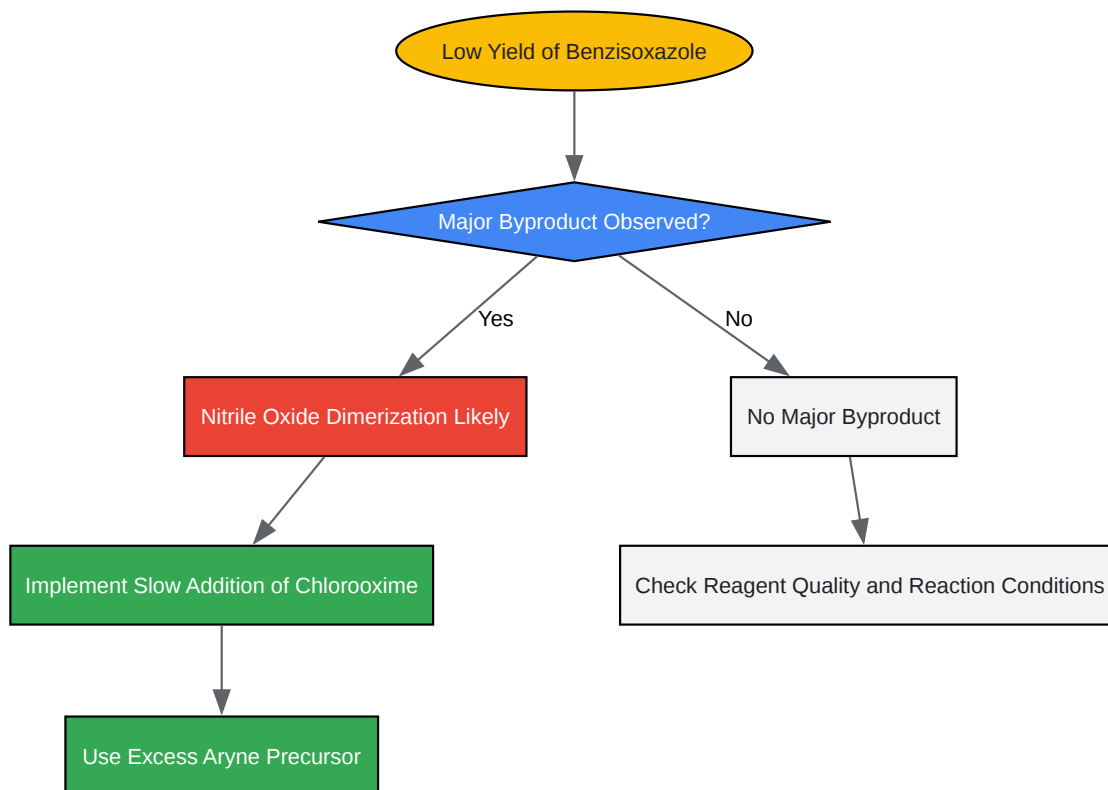 Low Yield of Benzisoxazole
Major Byproduct Observed?
Yes
No
Nitrile Oxide Dimerization Likely
No Major Byproduct
Implement Slow Addition of Chlorooxime
Check Reagent Quality and Reaction Conditions
Use Excess Aryne Precursor